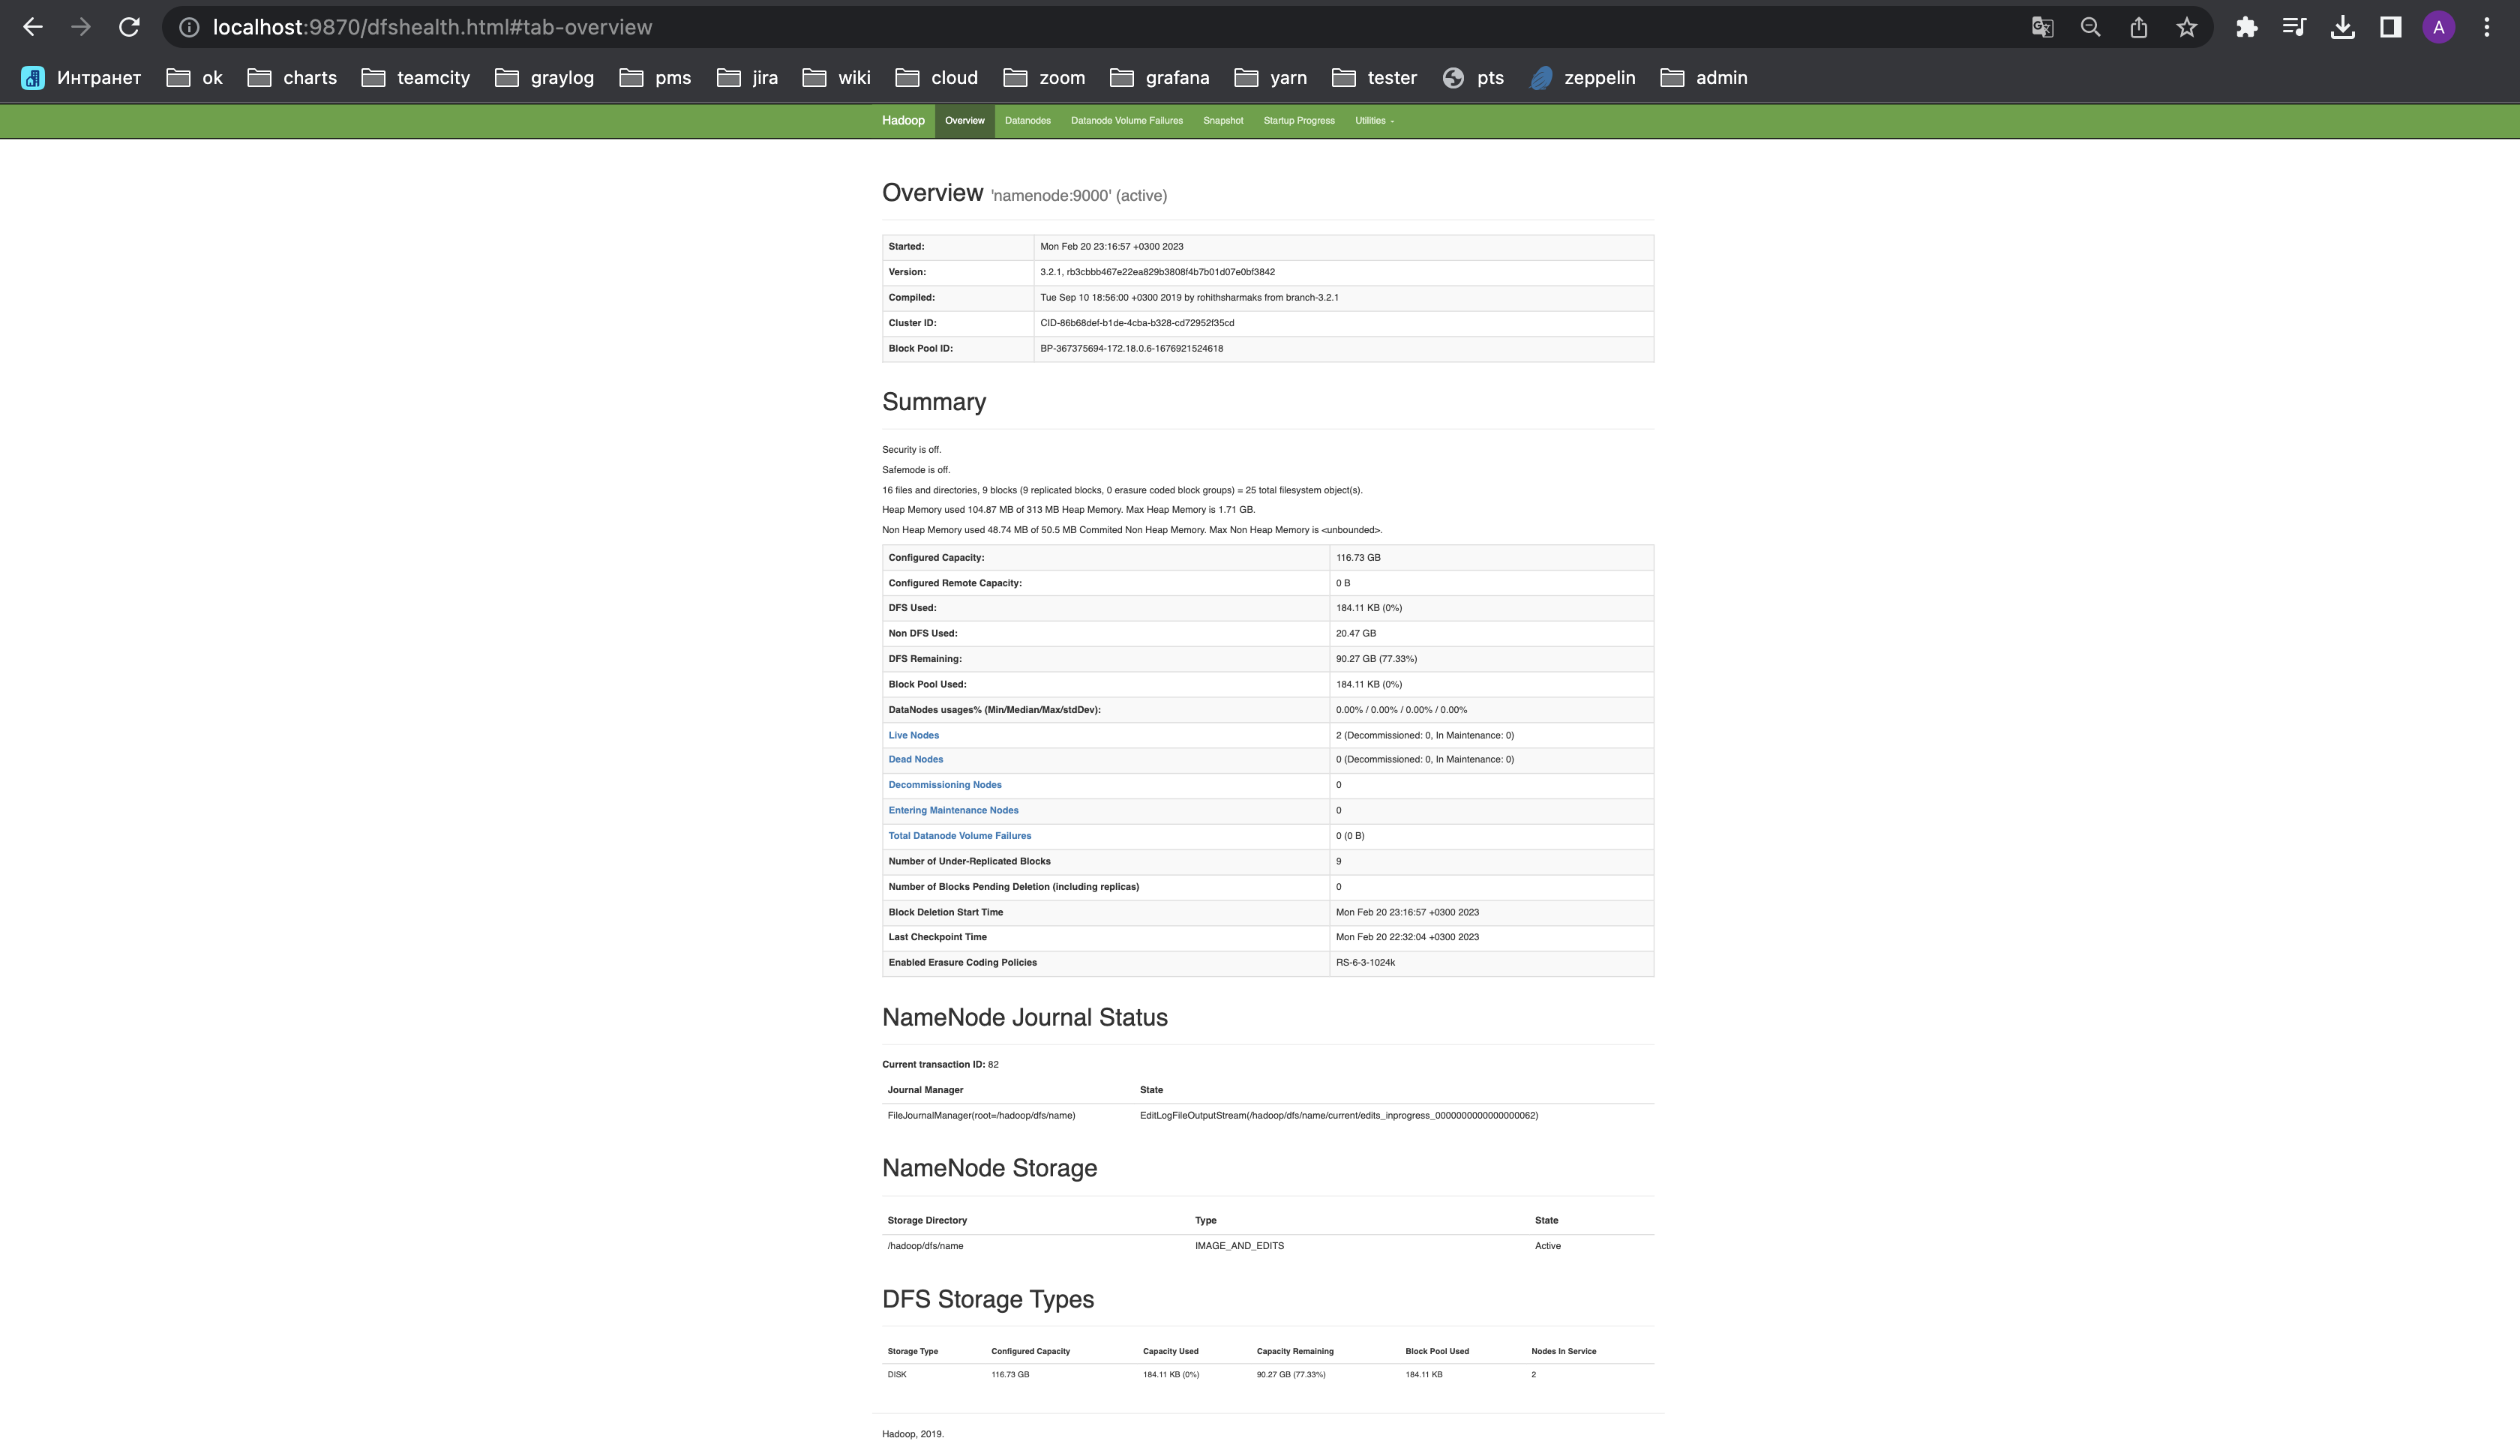 localhost:9870/dfshealth.html#tab-overview
A
Интранет ok charts teamcity graylog pms jira wiki cloud zoom grafana yarn tester pts zeppelin admin
Hadoop Overview Datanodes Datanode Volume Failures Snapshot Startup Progress Utilities
Overview 'namenode:9000' (active)
Started: Mon Feb 20 23:16:57 +0300 2023
Version: 3.2.1, rb3cbbb467e22ea829b3808f4b7b01d07e0bf3842
Compiled: Tue Sep 10 18:56:00 +0300 2019 by rohithsharmaks from branch-3.2.1
Cluster ID: CID-86b68def-b1de-4cba-b328-cd72952f35cd
Block Pool ID: BP-367375694-172.18.0.6-1676921524618
Summary
Security is off.
Safemode is off.
16 files and directories, 9 blocks (9 replicated blocks, 0 erasure coded block groups) = 25 total filesystem object(s).
Heap Memory used 104.87 MB of 313 MB Heap Memory. Max Heap Memory is 1.71 GB.
Non Heap Memory used 48.74 MB of 50.5 MB Commited Non Heap Memory. Max Non Heap Memory is <unbounded>.
Configured Capacity: 116.73 GB
Configured Remote Capacity: 0 B
DFS Used: 184.11 KB (0%)
Non DFS Used: 20.47 GB
DFS Remaining: 90.27 GB (77.33%)
Block Pool Used: 184.11 KB (0%)
DataNodes usages% (Min/Median/Max/stdDev): 0.00% / 0.00% / 0.00% / 0.00%
Live Nodes 2 (Decommissioned: 0, In Maintenance: 0)
Dead Nodes 0 (Decommissioned: 0, In Maintenance: 0)
Decommissioning Nodes 0
Entering Maintenance Nodes 0
Total Datanode Volume Failures 0 (0 B)
Number of Under-Replicated Blocks 9
Number of Blocks Pending Deletion (including replicas) 0
Block Deletion Start Time Mon Feb 20 23:16:57 +0300 2023
Last Checkpoint Time Mon Feb 20 22:32:04 +0300 2023
Enabled Erasure Coding Policies RS-6-3-1024k
NameNode Journal Status
Current transaction ID: 82
Journal Manager State
FileJournalManager(root=/hadoop/dfs/name) EditLogFileOutputStream(/hadoop/dfs/name/current/edits_inprogress_0000000000000000062)
NameNode Storage
Storage Directory Type State
/hadoop/dfs/name IMAGE_AND_EDITS Active
DFS Storage Types
Storage Type Configured Capacity Capacity Used Capacity Remaining Block Pool Used Nodes In Service
DISK 116.73 GB 184.11 KB (0%) 90.27 GB (77.33%) 184.11 KB 2
Hadoop, 2019.